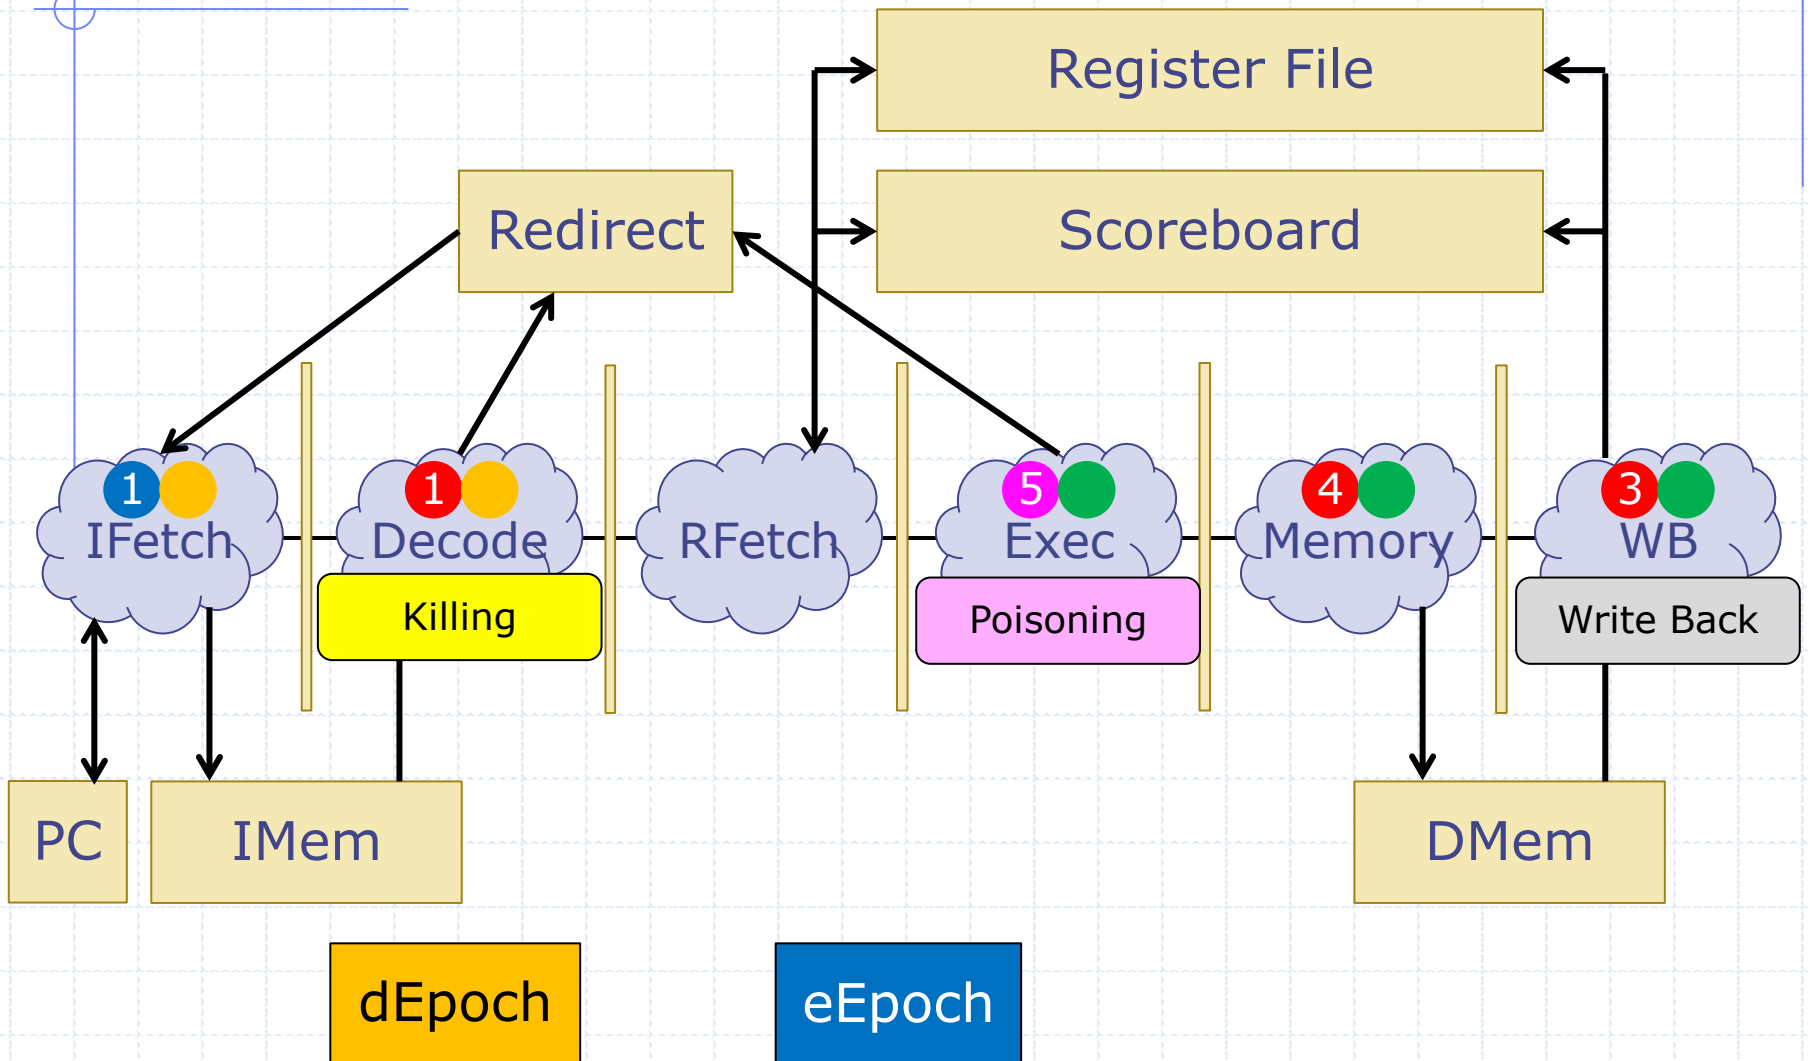 Register File
Redirect
Scoreboard
1
1
5
4
3
IFetch
Decode
RFetch
Exec
Memory
WB
Killing
Poisoning
Write Back
PC
IMem
DMem
dEpoch
eEpoch